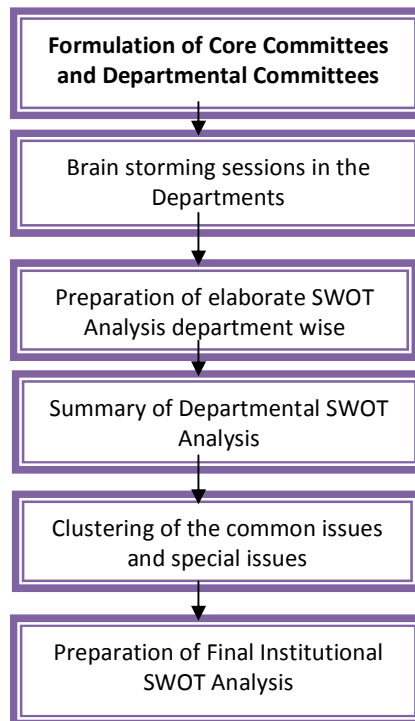 Formulation of Core Committees
and Departmental Committees
Brain storming sessions in the
Departments
Preparation of elaborate SWOT
Analysis department wise
Summary of Departmental SWOT
Analysis
Clustering of the common issues
and special issues
Preparation of Final Institutional
SWOT Analysis